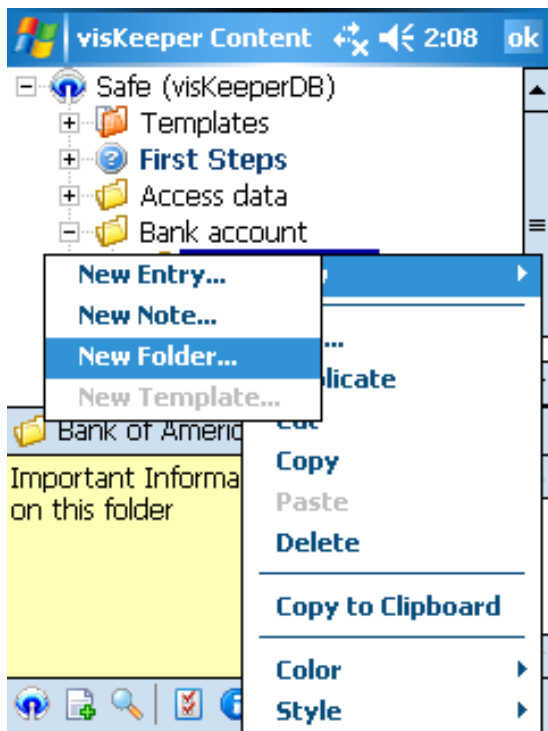 visKeeper Content 2:08 ok
Safe (visKeeperDB)
Templates
First Steps
Access data
Bank account
New Entry...
New Note...
New Folder...
New Template...
...
Cut
Copy
Paste
Delete
Copy to Clipboard
Color
Style
Bank of Americ
Important Informa
on this folder